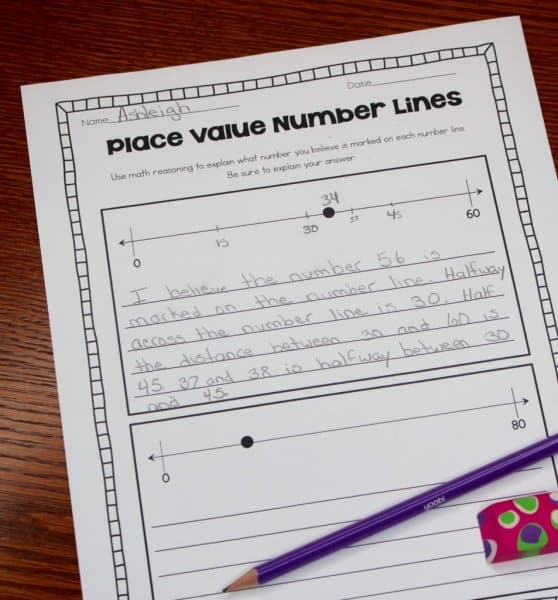 Name Ashleigh
Date
Place Value Number Lines
Use math reasoning to explain what number you believe is marked on each number line.
Be sure to explain your answer.
34
0 15 30 37 45 60
I believe the number 56 is
marked on the number line. Halfway
across the number line is 30. Half
the distance between 30 and 60 is
45. 37 and 38 is halfway between 30
and 45.
0 80
yoobi